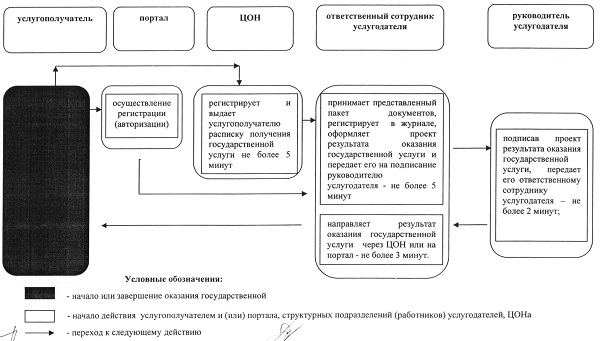 услугополучатель
портал
ЦОН
ответственный сотрудник
услугодателя
руководитель
услугодателя
осуществление
регистрации
(авторизации)
регистрирует и
выдает
услугополучателю
расписку получения
государственной
услуги не более 5
минут
принимает представленный
пакет документов,
регистрирует в журнале,
оформляет проект
результата оказания
государственной услуги и
передает его на подписание
руководителю
услугодателя - не более 5
минут
направляет результат
оказания государственной
услуги через ЦОН или на
портал - не более 3 минут.
подписав проект
результата оказания
государственной
услуги, передает
его ответственному
сотруднику
услугодателя – не
более 2 минут;
Условные обозначения:
- начало или завершение оказания государственной
- начало действия услугополучателем и (или) портала, структурных подразделений (работников) услугодателей, ЦОНа
- переход к следующему действию